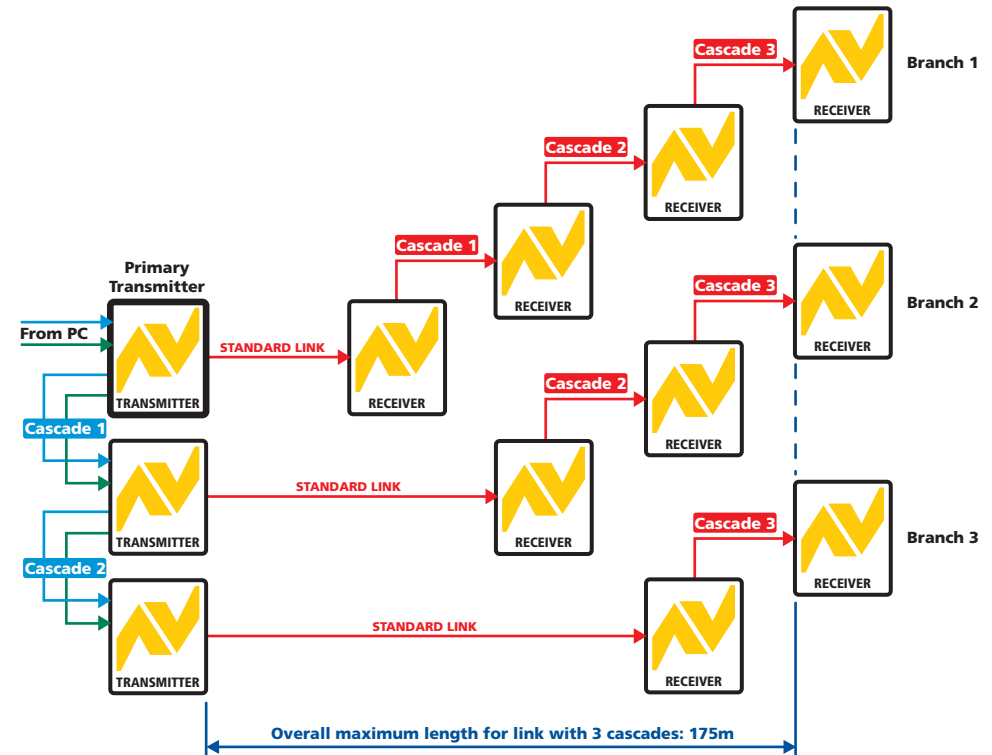 Cascade 3
Branch 1
RECEIVER
Cascade 2
RECEIVER
Cascade 1
RECEIVER
Primary
Transmitter
From PC
STANDARD LINK
TRANSMITTER
RECEIVER
Cascade 3
Branch 2
RECEIVER
Cascade 2
RECEIVER
Cascade 1
STANDARD LINK
TRANSMITTER
RECEIVER
Cascade 3
Branch 3
RECEIVER
Cascade 2
STANDARD LINK
TRANSMITTER
RECEIVER
Overall maximum length for link with 3 cascades: 175m